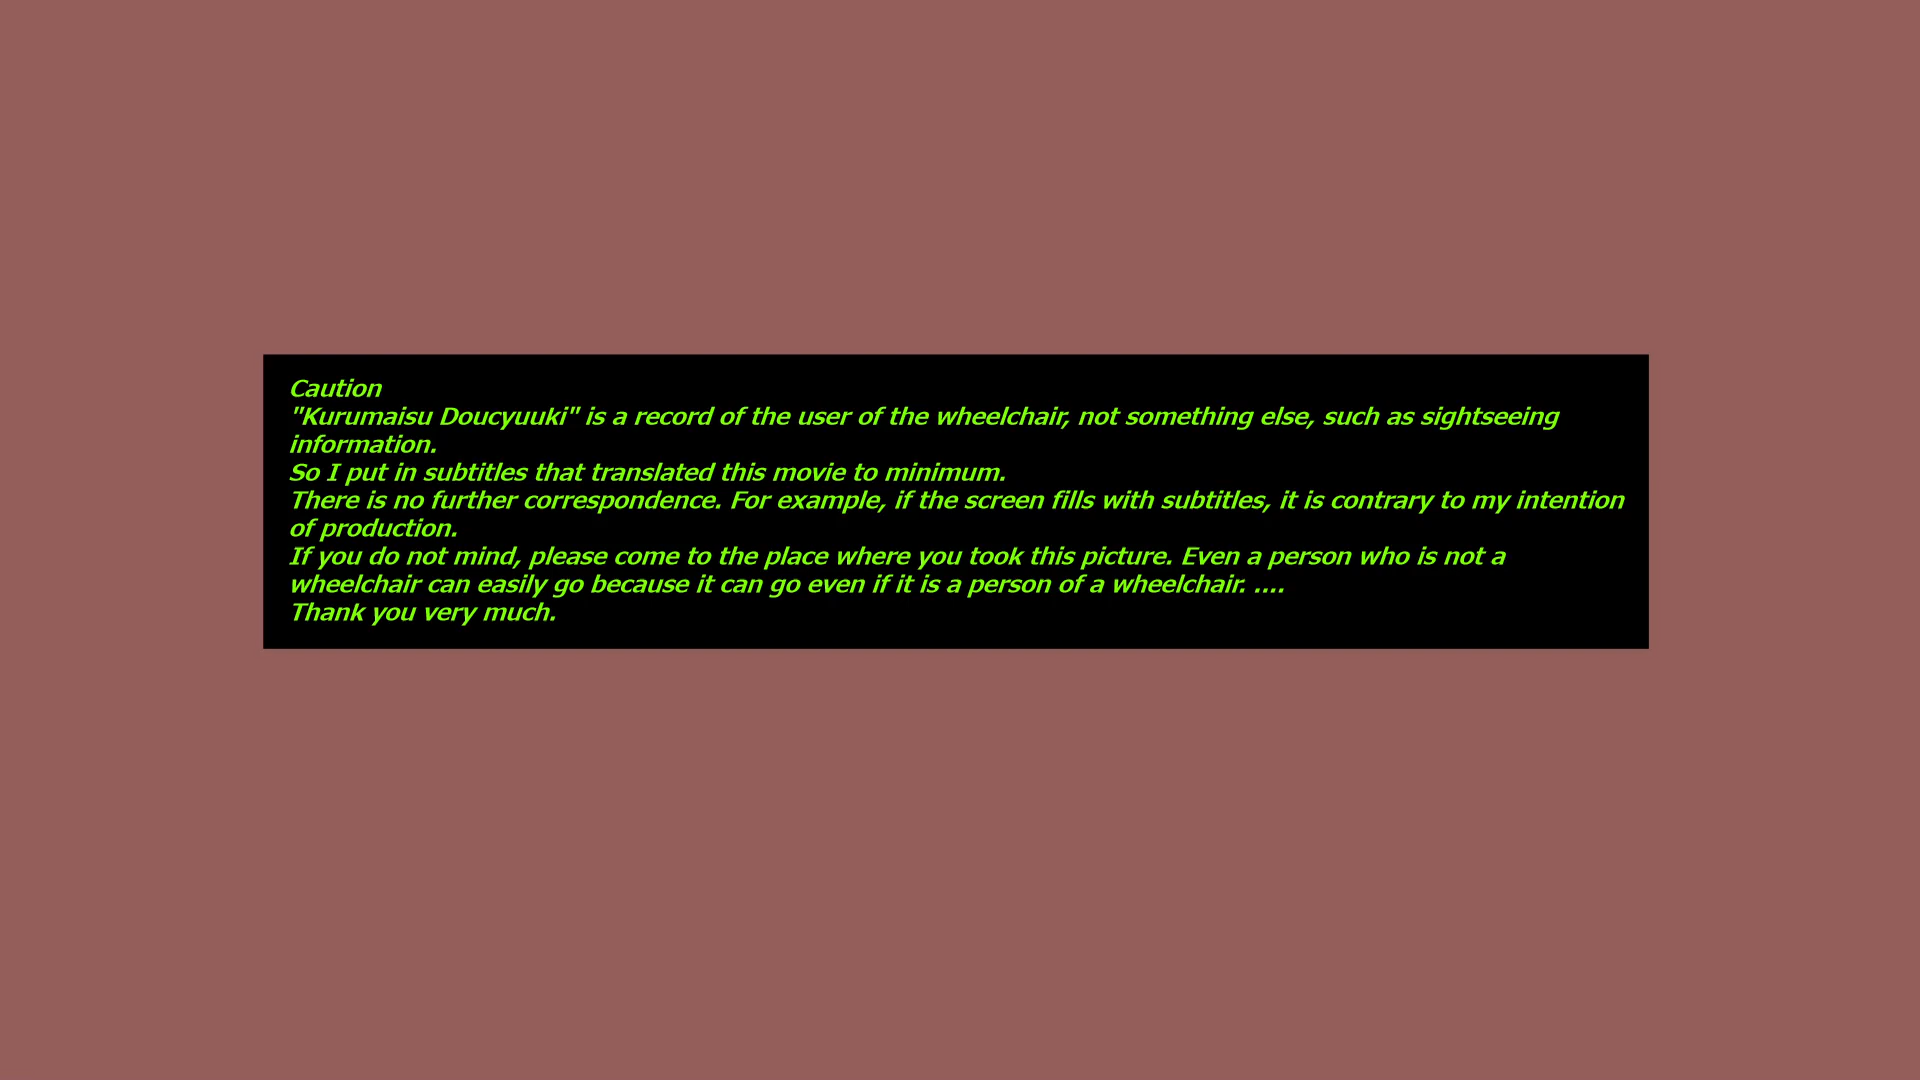 Caution
"Kurumaisu Doucyuuki" is a record of the user of the wheelchair, not something else, such as sightseeing
information.
So I put in subtitles that translated this movie to minimum.
There is no further correspondence. For example, if the screen fills with subtitles, it is contrary to my intention
of production.
If you do not mind, please come to the place where you took this picture. Even a person who is not a
wheelchair can easily go because it can go even if it is a person of a wheelchair. ....
Thank you very much.